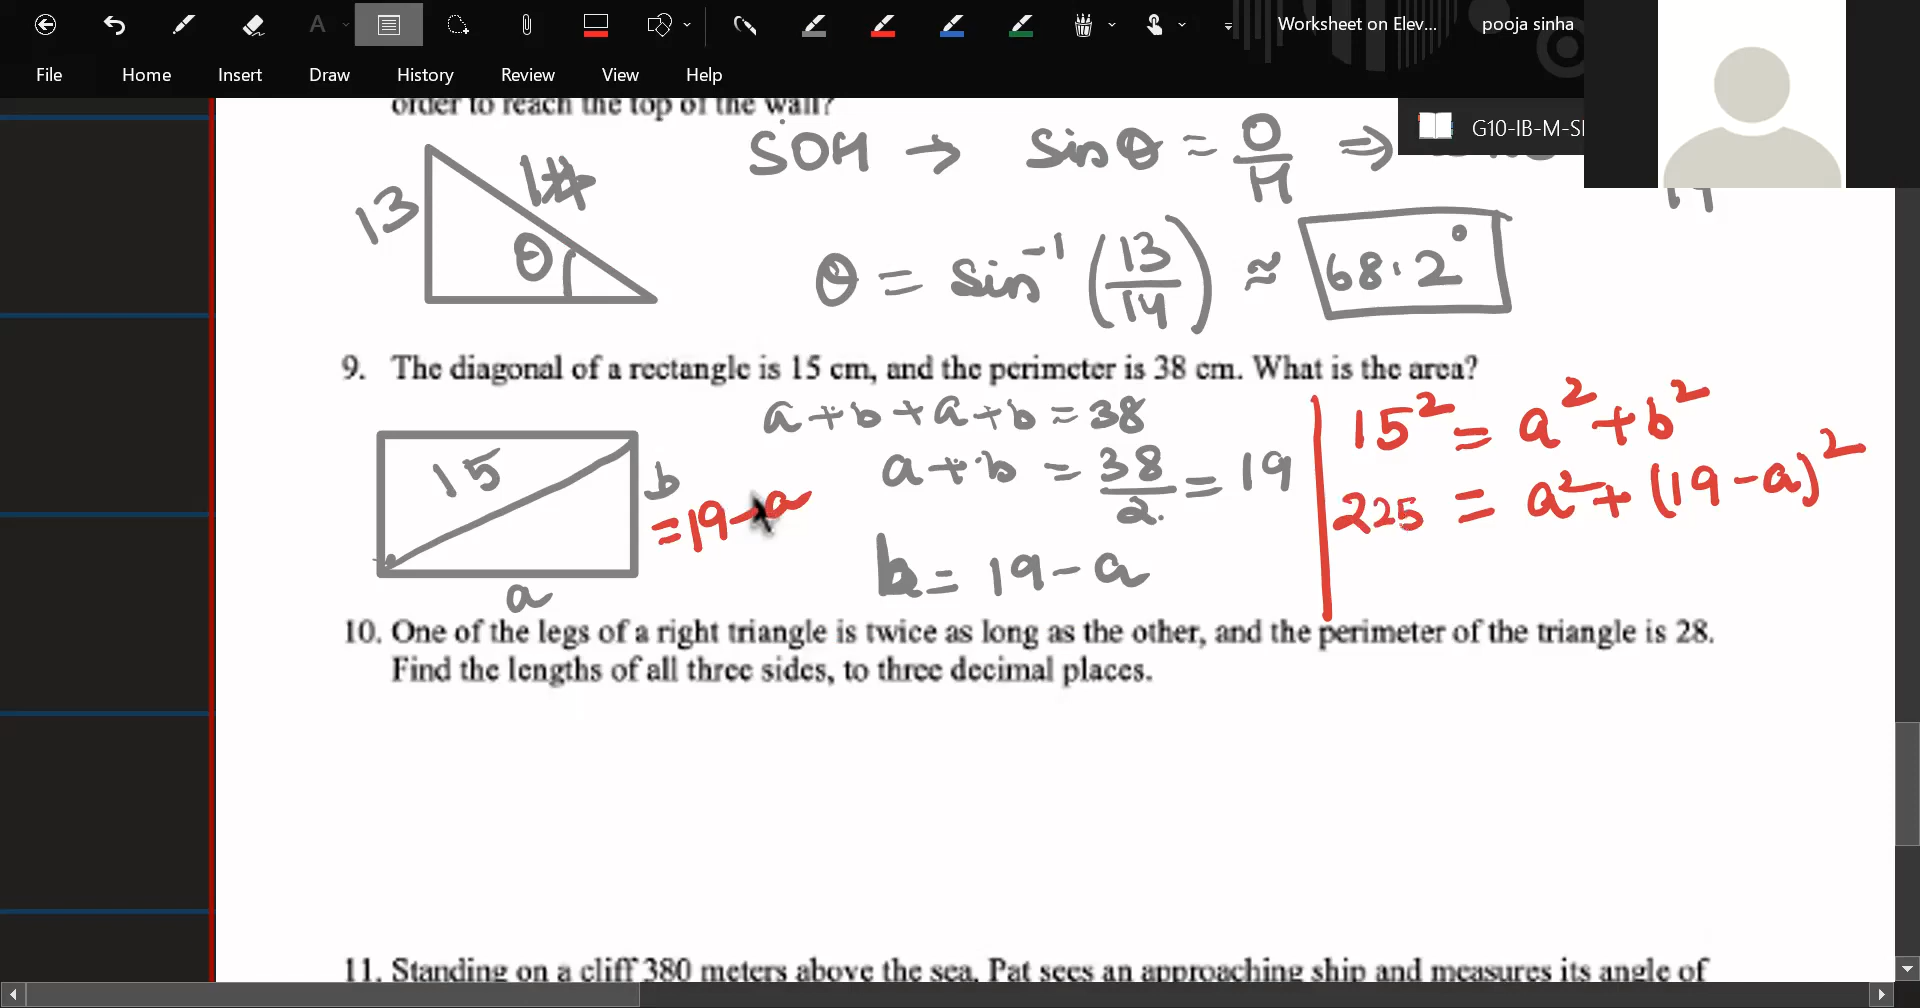 Worksheet on Elev... pooja sinha
File Home Insert Draw History Review View Help
order to reach the top of the wall?
G10-IB-M-SI
SOH → sinθ = O/H ⇒
13
14
θ
θ = sin⁻¹ (13/14) ≈ 68.2°
9. The diagonal of a rectangle is 15 cm, and the perimeter is 38 cm. What is the area?
a + b + a + b = 38
15² = a² + b²
15
b
= 19 - a
a + b = 38/2 = 19
225 = a² + (19 - a)²
b = 19 - a
a
10. One of the legs of a right triangle is twice as long as the other, and the perimeter of the triangle is 28.
Find the lengths of all three sides, to three decimal places.
11. Standing on a cliff 380 meters above the sea, Pat sees an approaching ship and measures its angle of